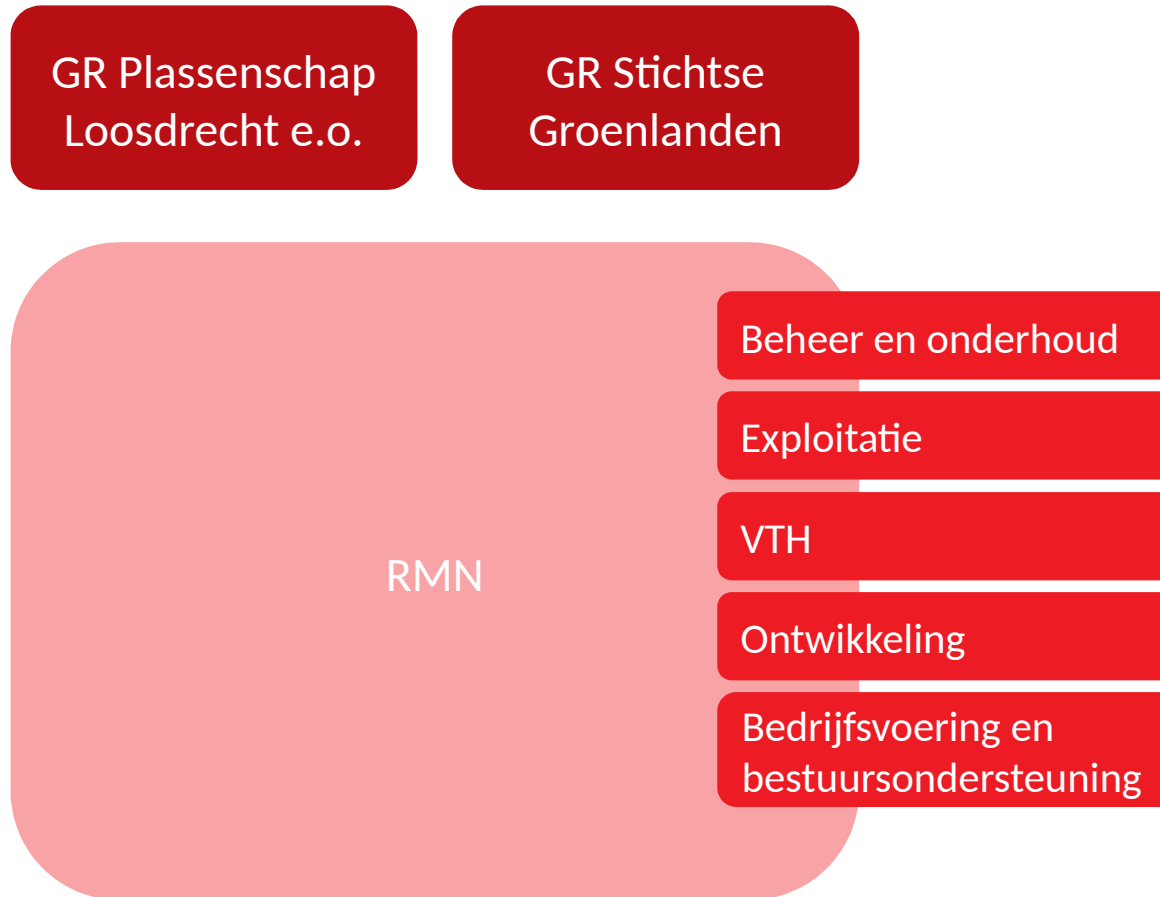 GR Plassenschap
Loosdrecht e.o.
GR Stichtse
Groenlanden
RMN
Beheer en onderhoud
Exploitatie
VTH
Ontwikkeling
Bedrijfsvoering en
bestuursondersteuning